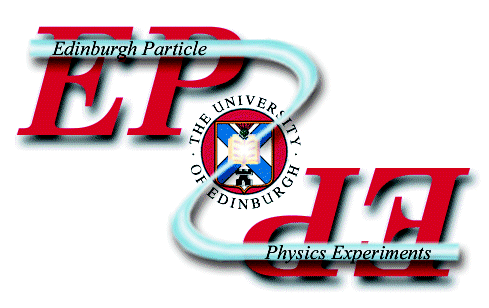 EP
Edinburgh Particle
· THE UNIVERSITY ·
OF EDINBURGH
EP
Physics Experiments